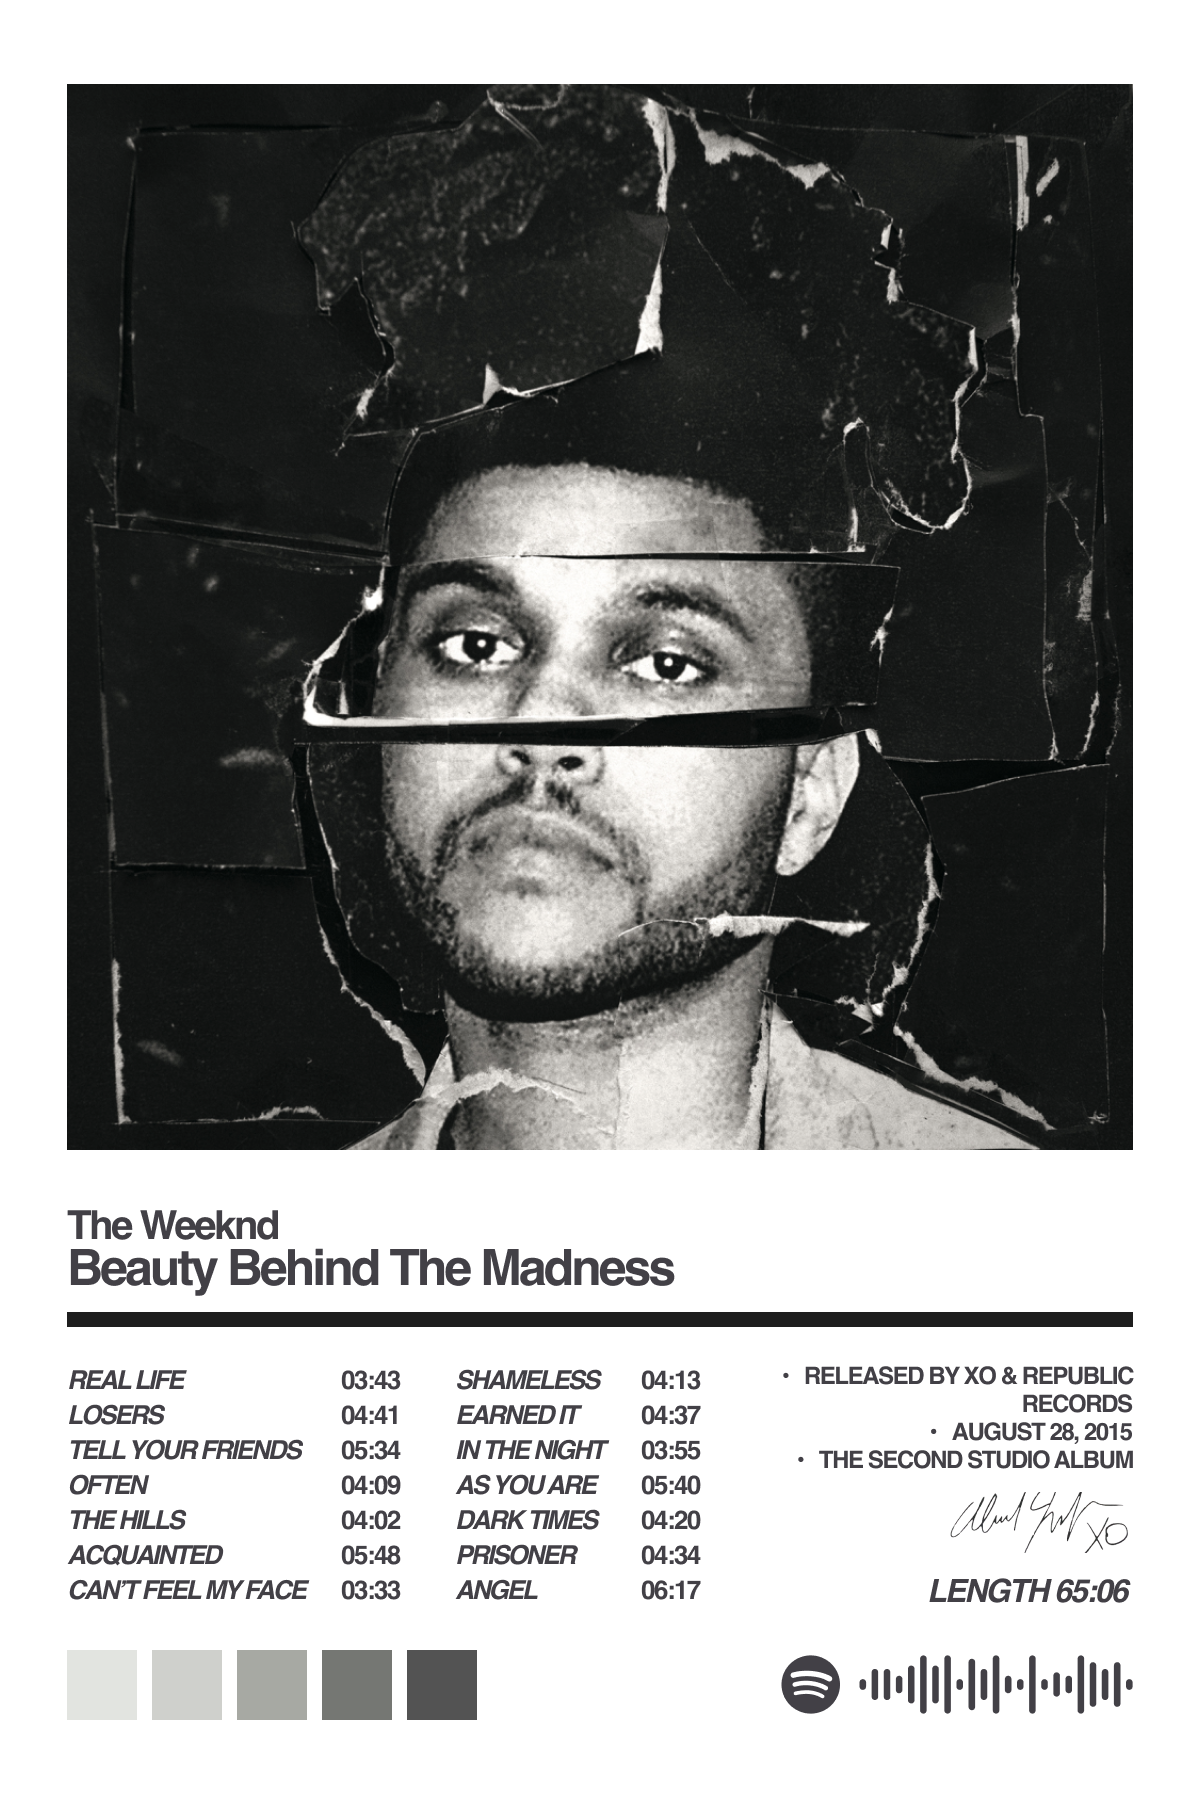 The Weeknd
Beauty Behind The Madness
REAL LIFE 03:43
LOSERS 04:41
TELL YOUR FRIENDS 05:34
OFTEN 04:09
THE HILLS 04:02
ACQUAINTED 05:48
CAN'T FEEL MY FACE 03:33
SHAMELESS 04:13
EARNED IT 04:37
IN THE NIGHT 03:55
AS YOU ARE 05:40
DARK TIMES 04:20
PRISONER 04:34
ANGEL 06:17
• RELEASED BY XO & REPUBLIC
RECORDS
• AUGUST 28, 2015
• THE SECOND STUDIO ALBUM
XO
LENGTH 65:06